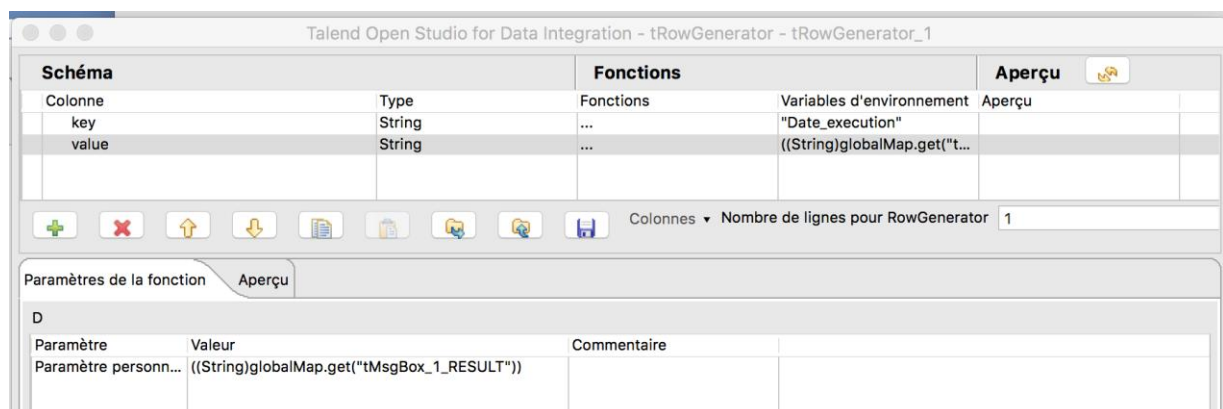 Talend Open Studio for Data Integration - tRowGenerator - tRowGenerator_1
Schéma Fonctions Aperçu
Colonne Type Fonctions Variables d'environnement Aperçu
key String ... "Date_execution"
value String ... ((String)globalMap.get("t...
Colonnes Nombre de lignes pour RowGenerator 1
Paramètres de la fonction Aperçu
D
Paramètre Valeur Commentaire
Paramètre personn... ((String)globalMap.get("tMsgBox_1_RESULT"))